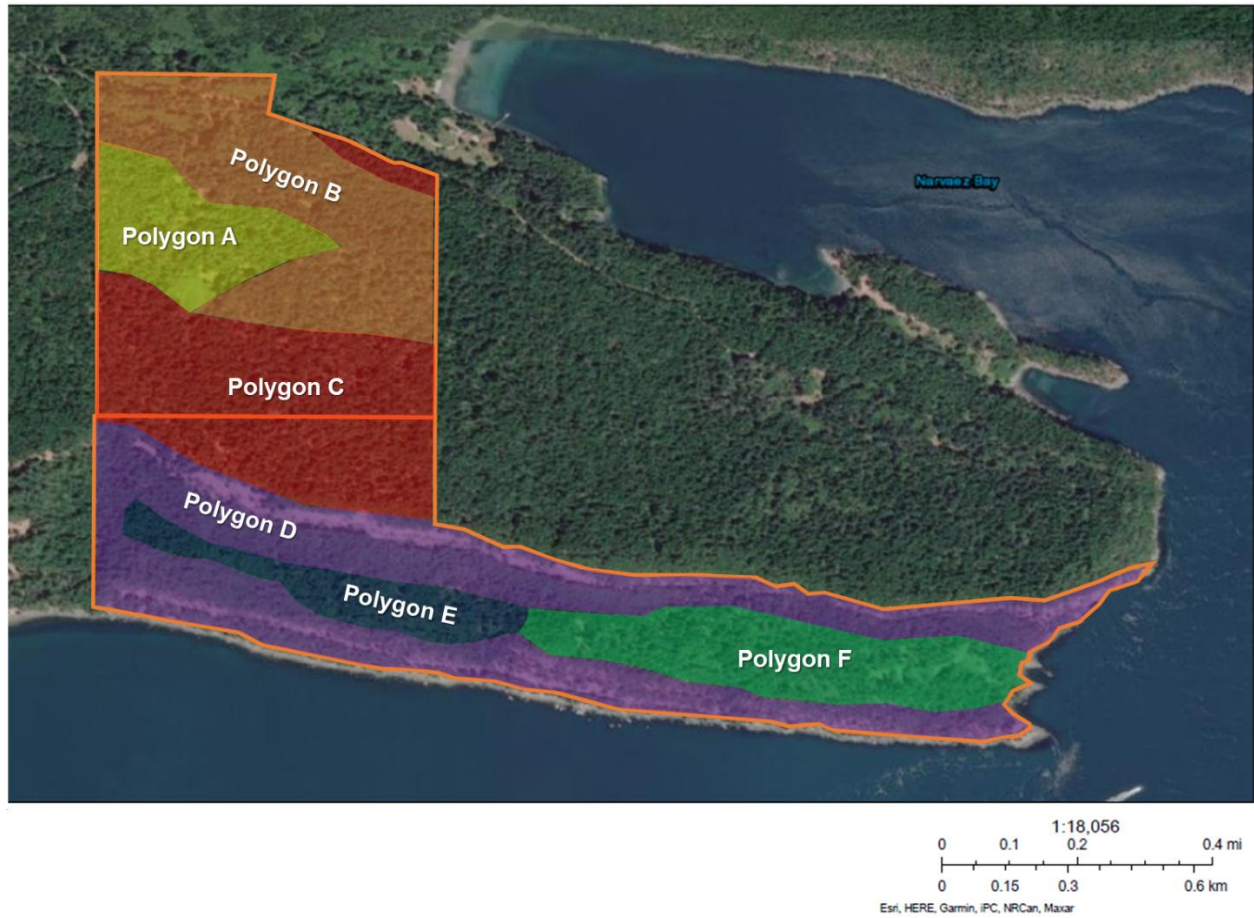 Narvaez Bay
Polygon B
Polygon A
Polygon C
Polygon D
Polygon E
Polygon F
1:18,056
0 0.1 0.2 0.4 mi
0 0.15 0.3 0.6 km
Esri, HERE, Garmin, iPC, NRCan, Maxar